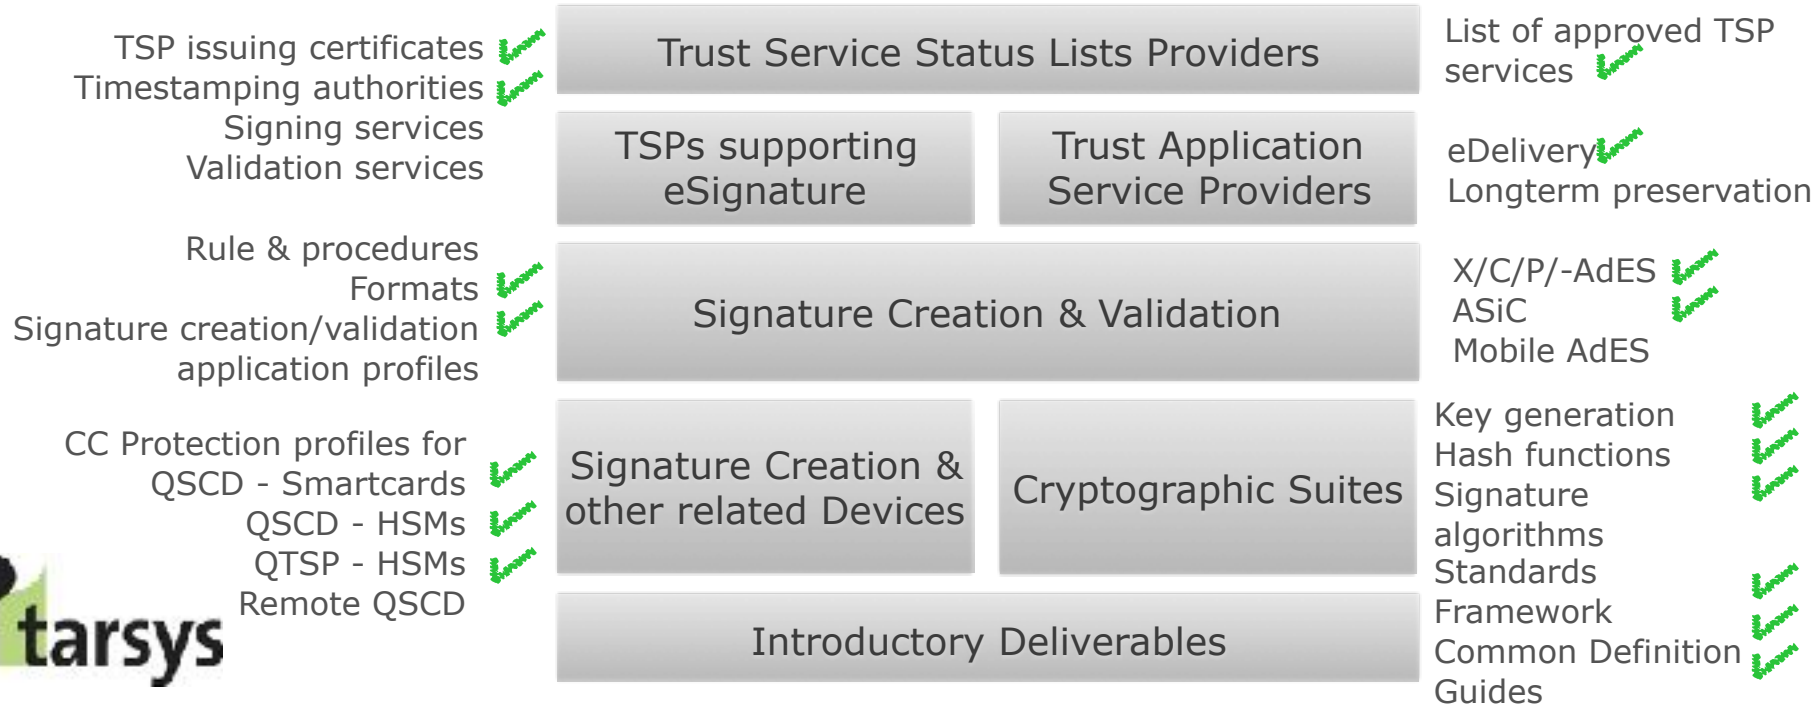 TSP issuing certificates
Timestamping authorities
Signing services
Validation services
Trust Service Status Lists Providers
List of approved TSP
services
TSPs supporting
eSignature
Trust Application
Service Providers
eDelivery
Longterm preservation
Rule & procedures
Formats
Signature creation/validation
application profiles
Signature Creation & Validation
X/C/P/-AdES
ASiC
Mobile AdES
CC Protection profiles for
QSCD - Smartcards
QSCD - HSMs
QTSP - HSMs
Remote QSCD
Signature Creation &
other related Devices
Cryptographic Suites
Key generation
Hash functions
Signature
algorithms
Standards
Framework
Common Definition
Guides
Introductory Deliverables
tarsys